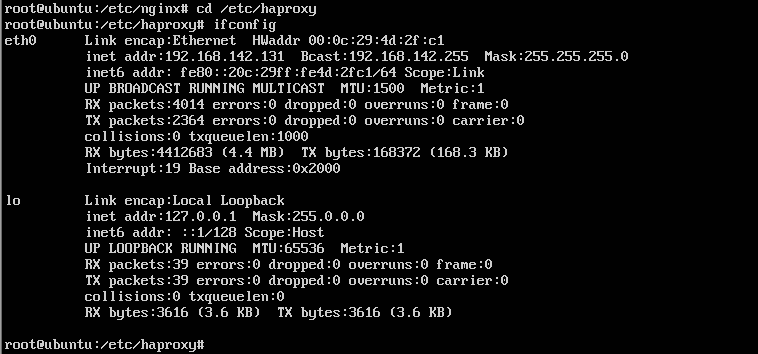 root@ubuntu:/etc/nginx# cd /etc/haproxy
root@ubuntu:/etc/haproxy# ifconfig
eth0      Link encap:Ethernet  HWaddr 00:0c:29:4d:2f:c1
          inet addr:192.168.142.131  Bcast:192.168.142.255  Mask:255.255.255.0
          inet6 addr: fe80::20c:29ff:fe4d:2fc1/64 Scope:Link
          UP BROADCAST RUNNING MULTICAST  MTU:1500  Metric:1
          RX packets:4014 errors:0 dropped:0 overruns:0 frame:0
          TX packets:2364 errors:0 dropped:0 overruns:0 carrier:0
          collisions:0 txqueuelen:1000
          RX bytes:4412683 (4.4 MB)  TX bytes:168372 (168.3 KB)
          Interrupt:19 Base address:0x2000

lo        Link encap:Local Loopback
          inet addr:127.0.0.1  Mask:255.0.0.0
          inet6 addr: ::1/128 Scope:Host
          UP LOOPBACK RUNNING  MTU:65536  Metric:1
          RX packets:39 errors:0 dropped:0 overruns:0 frame:0
          TX packets:39 errors:0 dropped:0 overruns:0 carrier:0
          collisions:0 txqueuelen:0
          RX bytes:3616 (3.6 KB)  TX bytes:3616 (3.6 KB)

root@ubuntu:/etc/haproxy#